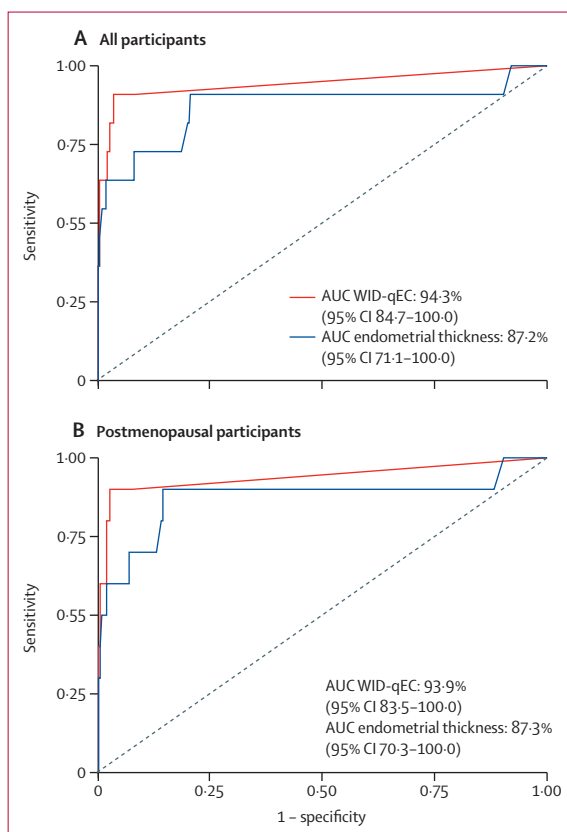 A All participants
1·00
0·75
0·55
0·25
0
Sensitivity
AUC WID-qEC: 94·3%
(95% CI 84·7–100·0)
AUC endometrial thickness: 87·2%
(95% CI 71·1–100·0)
B Postmenopausal participants
1·00
0·75
0·55
0·25
0
Sensitivity
AUC WID-qEC: 93·9%
(95% CI 83·5–100·0)
AUC endometrial thickness: 87·3%
(95% CI 70·3–100·0)
0 0·25 0·50 0·75 1·00
1 – specificity